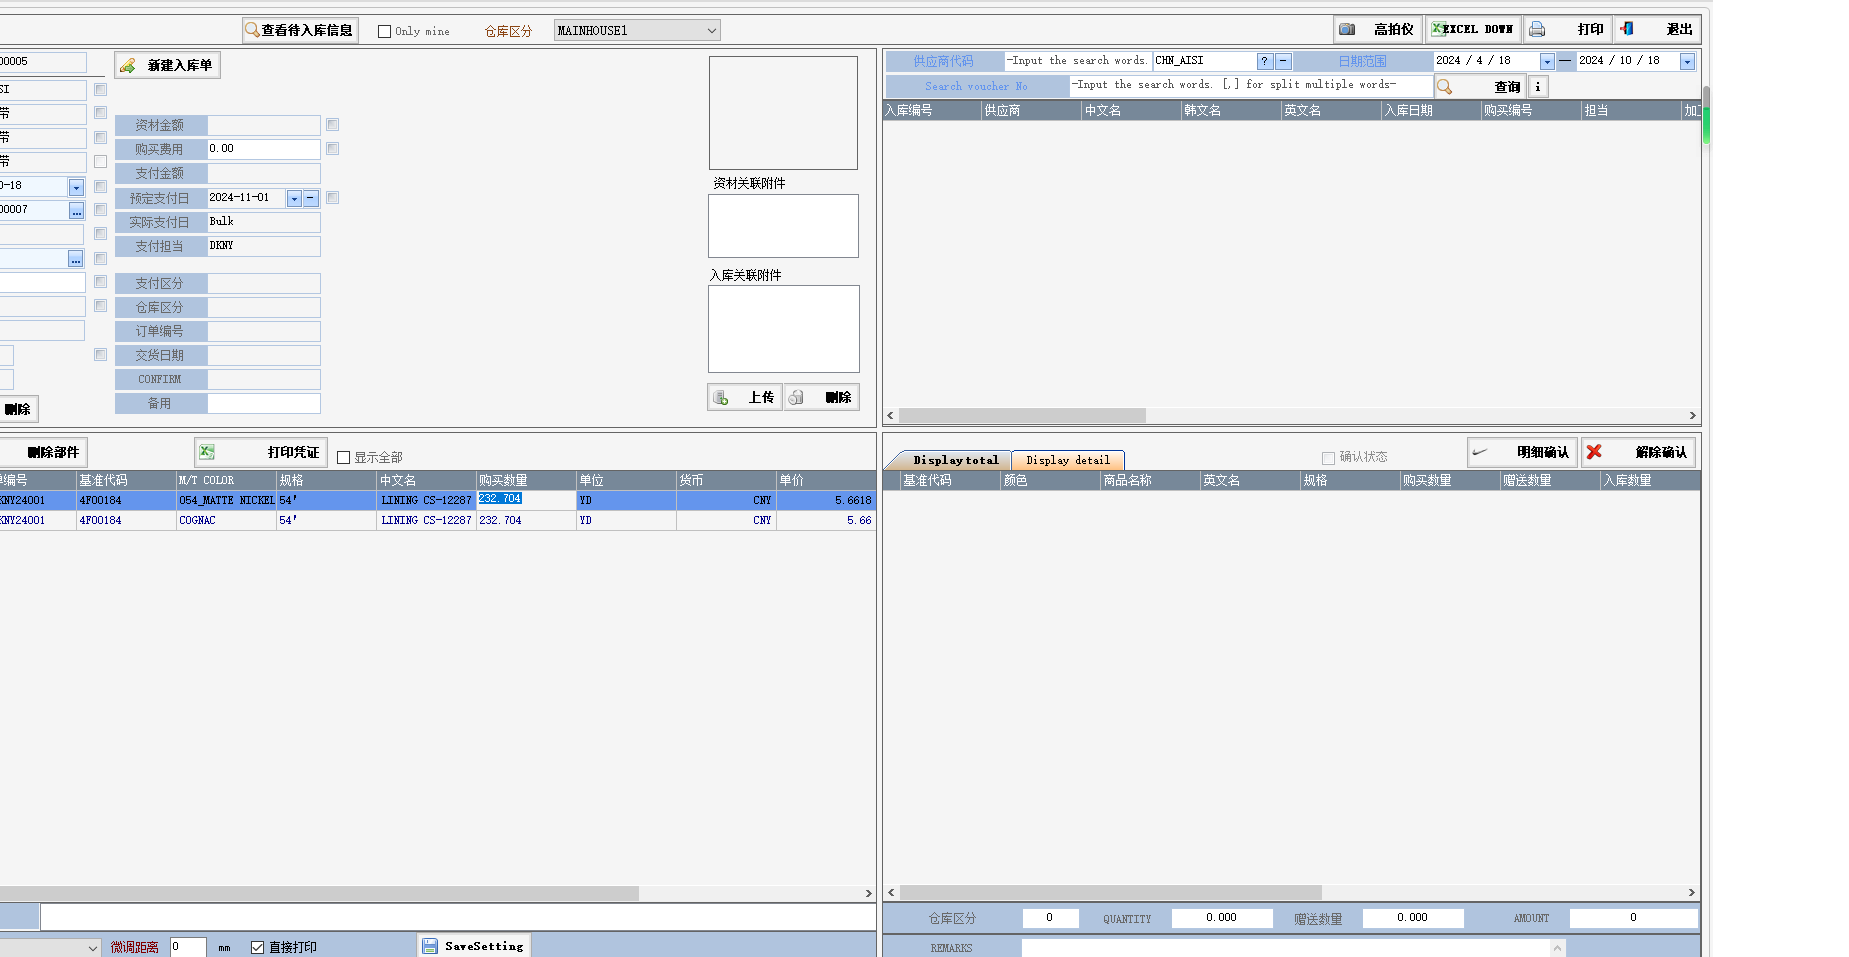 查看待入库信息 Only mine 仓库区分 MAINHOUSE1 高拍仪 EXCEL DOWN 打印 退出
00005 新建入库单
SI
带
带
带
0-18
00007
资材金额
购买费用 0.00
支付金额
预定支付日 2024-11-01
实际支付日 Bulk
支付担当 DKNY
支付区分
仓库区分
订单编号
交货日期
CONFIRM
备用
删除
资材关联附件
入库关联附件
上传 删除
供应商代码 -Input the search words. CHN_AISI ? - 日期范围 2024 / 4 / 18 — 2024 / 10 / 18
Search voucher No -Input the search words. [,] for split multiple words- 查询 i
入库编号 供应商 中文名 韩文名 英文名 入库日期 购买编号 担当 加工
删除部件 打印凭证 显示全部
单编号 基准代码 M/T COLOR 规格 中文名 购买数量 单位 货币 单价
KNY24001 4F00184 054_MATTE NICKEL 54' LINING CS-12287 232.704 YD CNY 5.6618
KNY24001 4F00184 COGNAC 54' LINING CS-12287 232.704 YD CNY 5.66
Display total Display detail 确认状态 明细确认 解除确认
基准代码 颜色 商品名称 英文名 规格 购买数量 赠送数量 入库数量
仓库区分 0 QUANTITY 0.000 赠送数量 0.000 AMOUNT 0
REMARKS
微调距离 0 mm 直接打印 SaveSetting